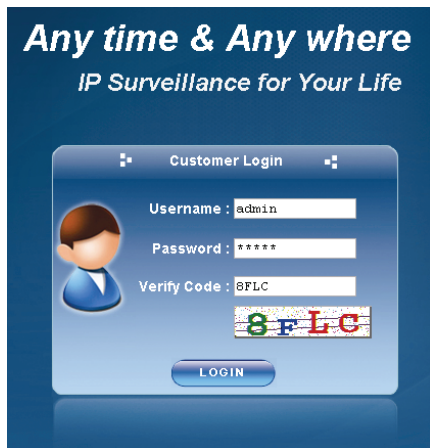 Any time & Any where
IP Surveillance for Your Life
Customer Login
Username : admin
Password : *****
Verify Code : 8FLC
8FLC
LOGIN